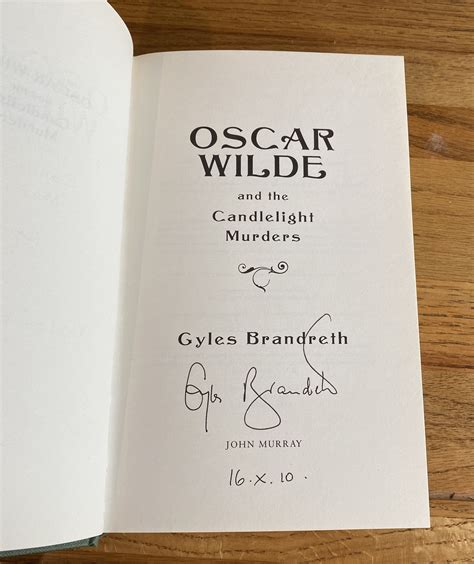 OSCAR
WILDE
and the
Candlelight
Murders
Gyles Brandreth
Gyles Brandreth
JOHN MURRAY
16.X.10.